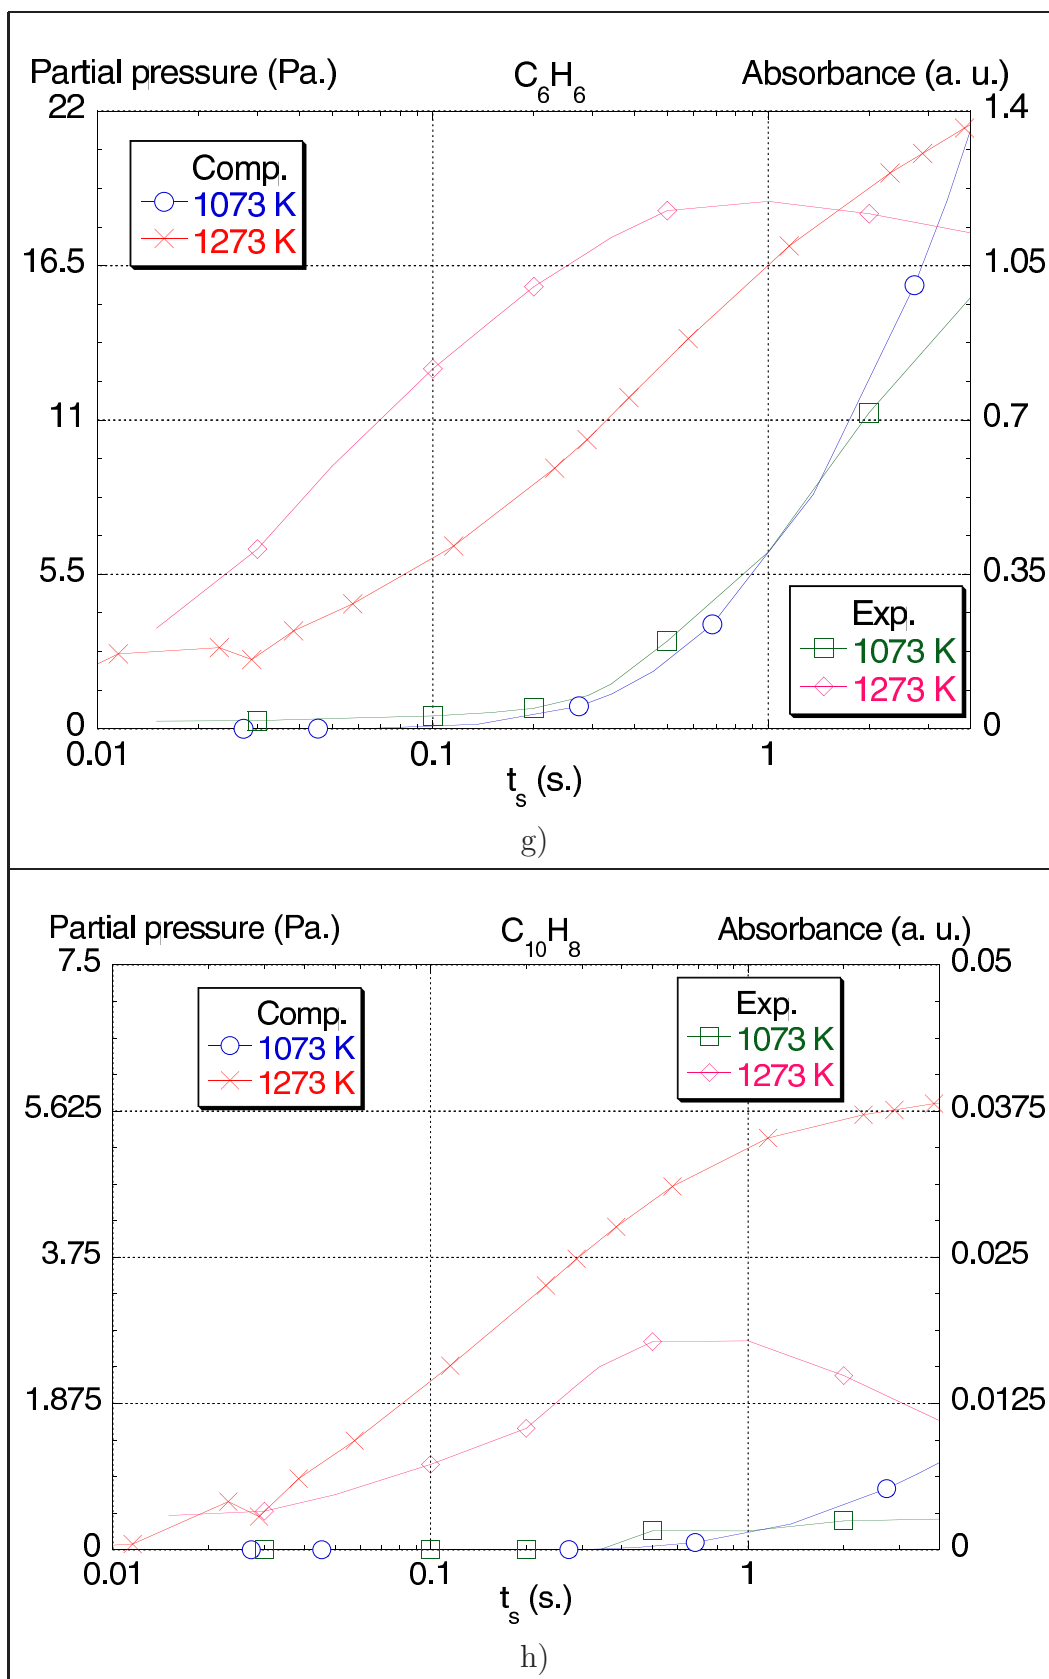 Partial pressure (Pa.) C6H6 Absorbance (a. u.)
22 1.4
Comp.
1073 K
1273 K
16.5 1.05
11 0.7
5.5 0.35
Exp.
1073 K
1273 K
0 0
0.01 0.1 1
ts (s.)
g)
Partial pressure (Pa.) C10H8 Absorbance (a. u.)
7.5 0.05
Comp. Exp.
1073 K 1073 K
1273 K 1273 K
5.625 0.0375
3.75 0.025
1.875 0.0125
0 0
0.01 0.1 1
ts (s.)
h)